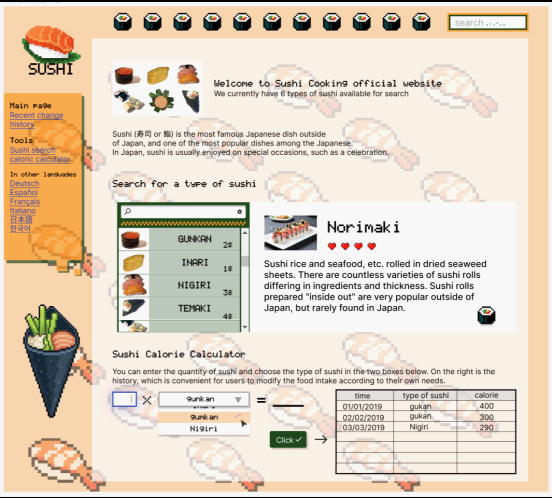 search ......
SUSHI
Main page
Recent change
history
Tools
Sushi search
caloric calculator
In other languages
Deutsch
Español
Français
Italiano
日本語
한국어
Welcome to Sushi Cooking official website
We currently have 6 types of sushi available for search
Sushi (寿司 or 鮨) is the most famous Japanese dish outside
of Japan, and one of the most popular dishes among the Japanese.
In Japan, sushi is usually enjoyed on special occasions, such as a celebration.
Search for a type of sushi
GUNKAN 2$
INARI 1$
NIGIRI 3$
TEMAKI 4$
Norimaki
Sushi rice and seafood, etc. rolled in dried seaweed
sheets. There are countless varieties of sushi rolls
differing in ingredients and thickness. Sushi rolls
prepared "inside out" are very popular outside of
Japan, but rarely found in Japan.
Sushi Calorie Calculator
You can enter the quantity of sushi and choose the type of sushi in the two boxes below. On the right is the
history, which is convenient for users to modify the food intake according to their own needs.
× gunkan =
gunkan
Nigiri
Click ✓ →
time type of sushi calorie
01/01/2019 gukan 400
02/02/2019 gukan 300
03/03/2019 Nigiri 290